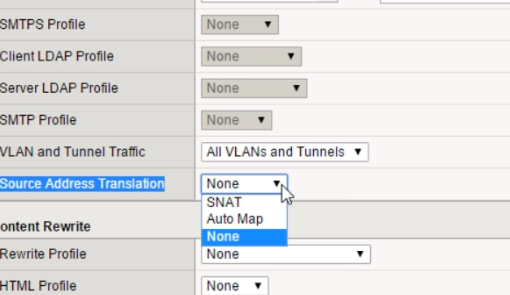 SMTPS Profile None
Client LDAP Profile None
Server LDAP Profile None
SMTP Profile None
VLAN and Tunnel Traffic All VLANs and Tunnels
Source Address Translation None
SNAT
Auto Map
None
ontent Rewrite
Rewrite Profile None
HTML Profile None